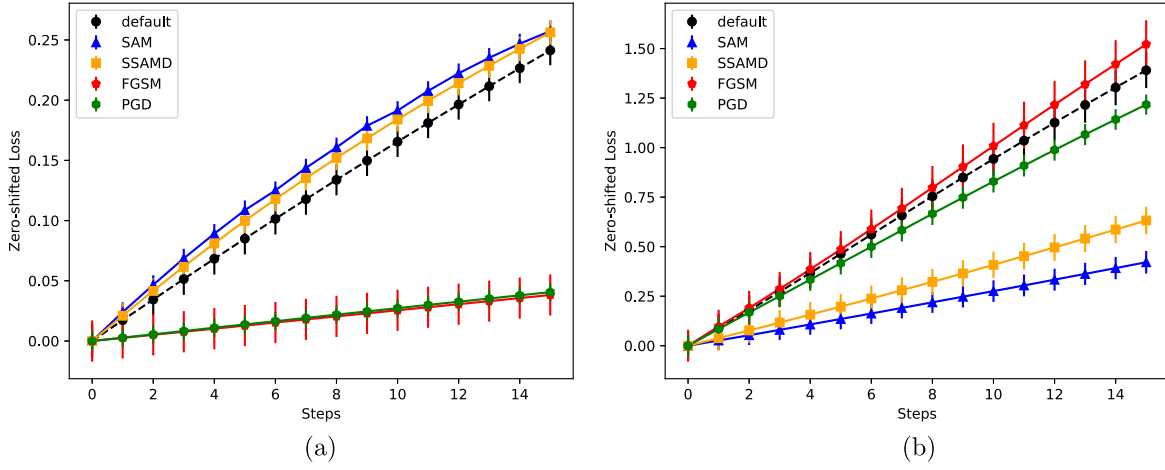 default
SAM
SSAMD
FGSM
PGD
0.25
0.20
0.15
0.10
0.05
0.00
Zero-shifted Loss
0 2 4 6 8 10 12 14
Steps
(a)
default
SAM
SSAMD
FGSM
PGD
1.50
1.25
1.00
0.75
0.50
0.25
0.00
Zero-shifted Loss
0 2 4 6 8 10 12 14
Steps
(b)